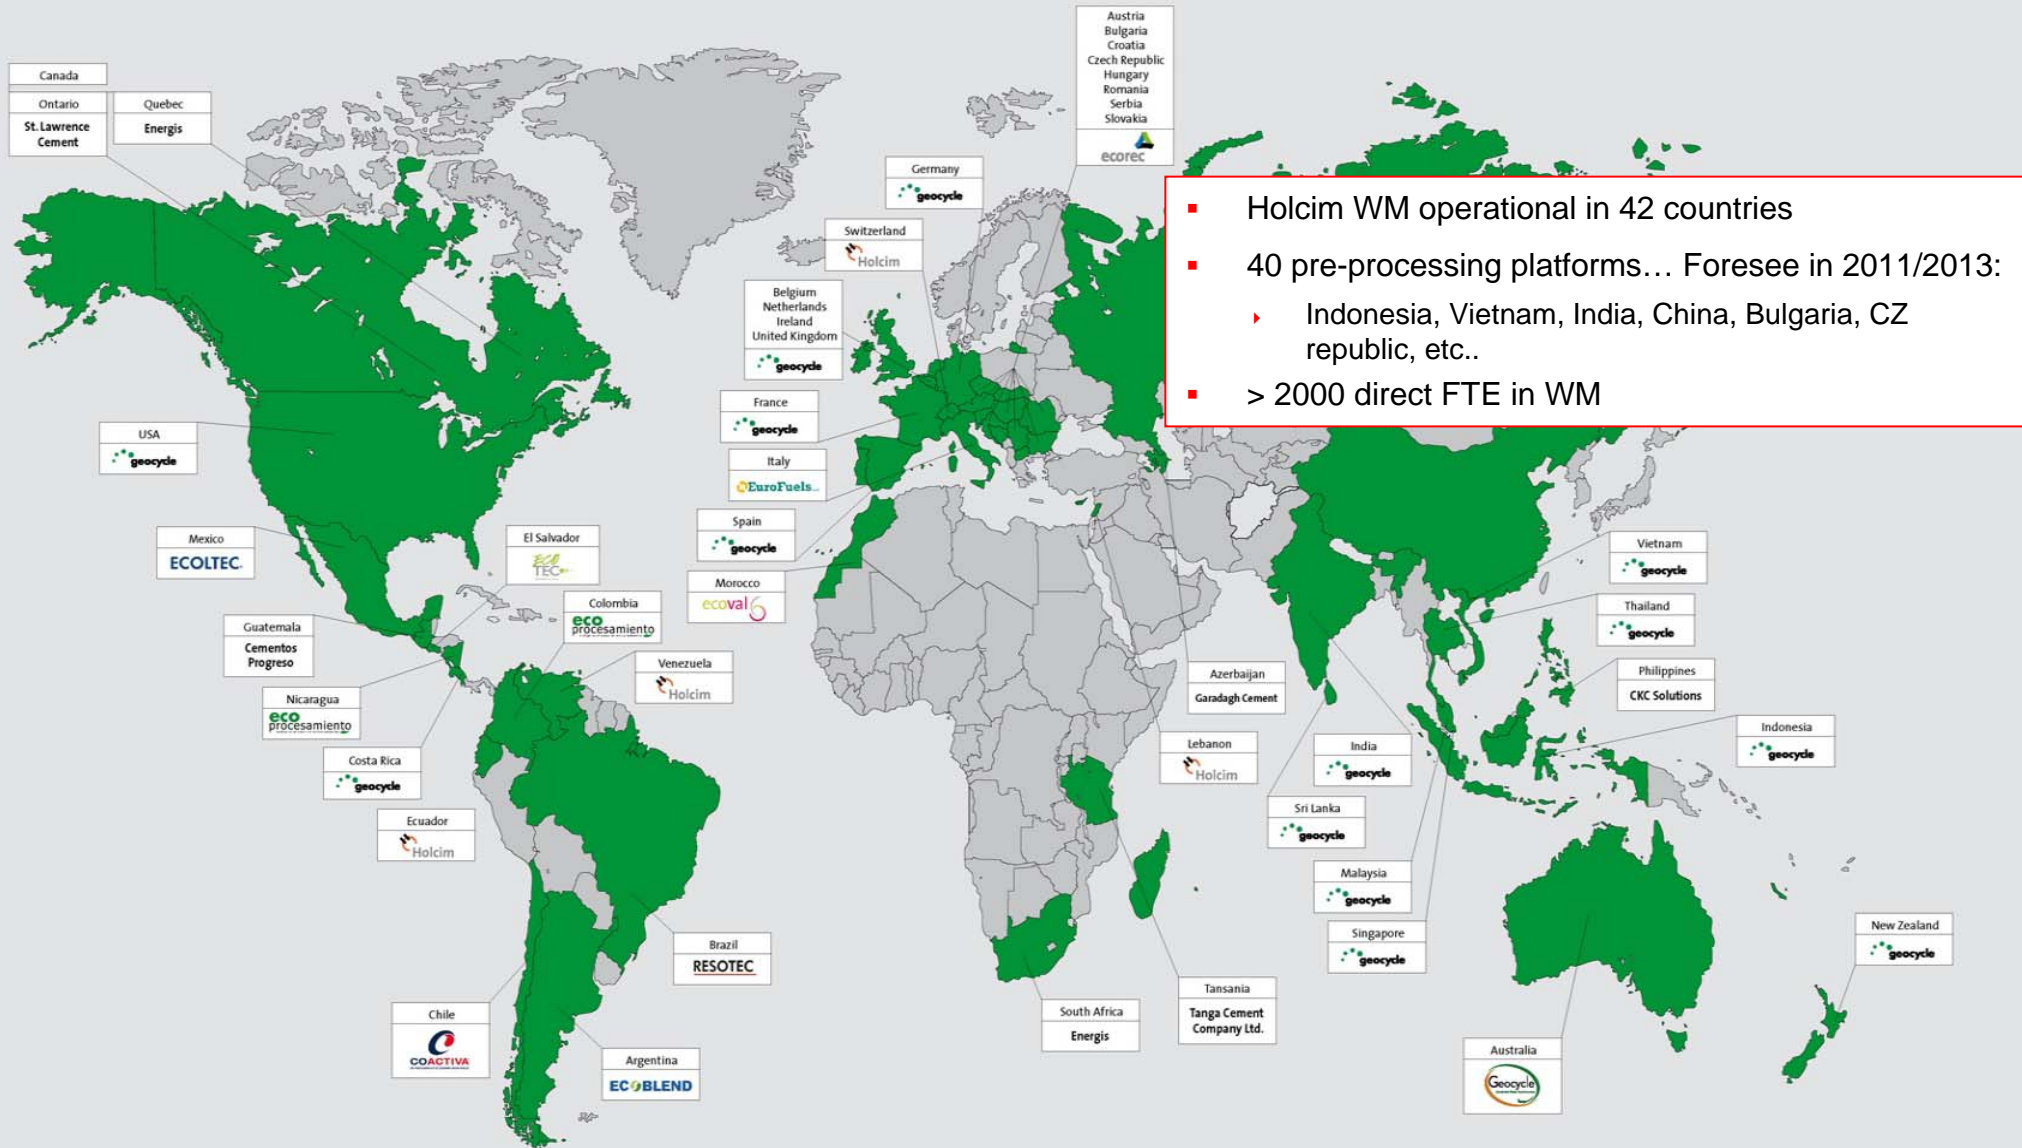 Canada
Ontario
St. Lawrence
Cement
Quebec
Energis
USA
geocycle
Mexico
ECOLTEC
El Salvador
ECO
TEC
Guatemala
Cementos
Progreso
Colombia
eco
procesamiento
Nicaragua
eco
procesamiento
Venezuela
Holcim
Costa Rica
geocycle
Ecuador
Holcim
Brazil
RESOTEC
Chile
COACTIVA
Argentina
ECOBLEND
Austria
Bulgaria
Croatia
Czech Republic
Hungary
Romania
Serbia
Slovakia
ecorec
Germany
geocycle
Switzerland
Holcim
Belgium
Netherlands
Ireland
United Kingdom
geocycle
France
geocycle
Italy
EuroFuels
Spain
geocycle
Morocco
ecoval
▪ Holcim WM operational in 42 countries
▪ 40 pre-processing platforms… Foresee in 2011/2013:
Indonesia, Vietnam, India, China, Bulgaria, CZ
republic, etc..
▪ > 2000 direct FTE in WM
Azerbaijan
Garadagh Cement
Lebanon
Holcim
India
geocycle
Sri Lanka
geocycle
Malaysia
geocycle
Singapore
geocycle
Vietnam
geocycle
Thailand
geocycle
Philippines
CKC Solutions
Indonesia
geocycle
South Africa
Energis
Tansania
Tanga Cement
Company Ltd.
Australia
Geocycle
New Zealand
geocycle